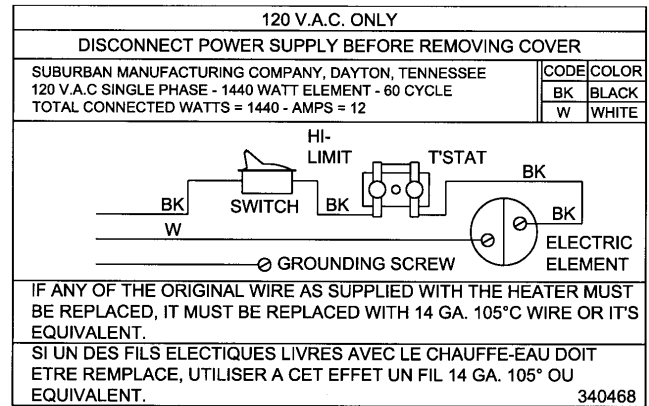 120 V.A.C. ONLY
DISCONNECT POWER SUPPLY BEFORE REMOVING COVER
SUBURBAN MANUFACTURING COMPANY, DAYTON, TENNESSEE
120 V.A.C SINGLE PHASE - 1440 WATT ELEMENT - 60 CYCLE
TOTAL CONNECTED WATTS = 1440 - AMPS = 12
CODE COLOR
BK BLACK
W WHITE
HI-
LIMIT
T'STAT
BK
BK
SWITCH
BK
BK
W
ELECTRIC
ELEMENT
GROUNDING SCREW
IF ANY OF THE ORIGINAL WIRE AS SUPPLIED WITH THE HEATER MUST
BE REPLACED, IT MUST BE REPLACED WITH 14 GA. 105°C WIRE OR IT'S
EQUIVALENT.
SI UN DES FILS ELECTIQUES LIVRES AVEC LE CHAUFFE-EAU DOIT
ETRE REMPLACE, UTILISER A CET EFFET UN FIL 14 GA. 105° OU
EQUIVALENT.
340468